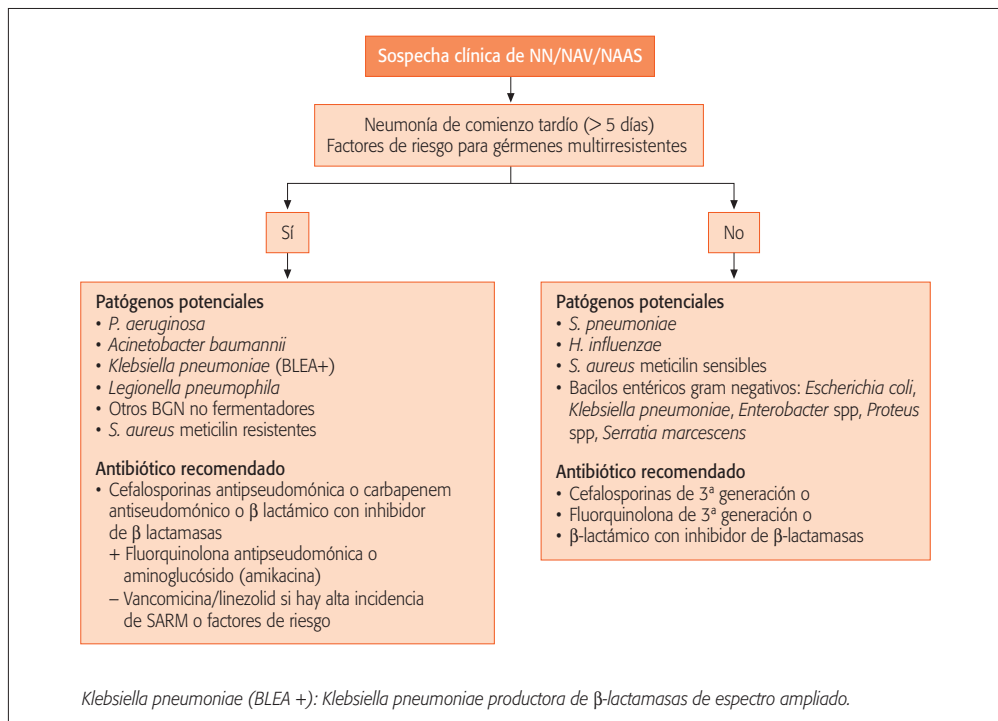 Sospecha clínica de NN/NAV/NAAS
Neumonía de comienzo tardío (> 5 días)
Factores de riesgo para gérmenes multirresistentes
Sí
No
Patógenos potenciales
• P. aeruginosa
• Acinetobacter baumannii
• Klebsiella pneumoniae (BLEA+)
• Legionella pneumophila
• Otros BGN no fermentadores
• S. aureus meticilin resistentes
Antibiótico recomendado
• Cefalosporinas antipseudomónica o carbapenem
antiseudomónico o β lactámico con inhibidor
de β lactamasas
+ Fluorquinolona antipseudomónica o
aminoglucósido (amikacina)
– Vancomicina/linezolid si hay alta incidencia
de SARM o factores de riesgo
Patógenos potenciales
• S. pneumoniae
• H. influenzae
• S. aureus meticilin sensibles
• Bacilos entéricos gram negativos: Escherichia coli,
Klebsiella pneumoniae, Enterobacter spp, Proteus
spp, Serratia marcescens
Antibiótico recomendado
• Cefalosporinas de 3ª generación o
• Fluorquinolona de 3ª generación o
• β-lactámico con inhibidor de β-lactamasas
Klebsiella pneumoniae (BLEA +): Klebsiella pneumoniae productora de β-lactamasas de espectro ampliado.